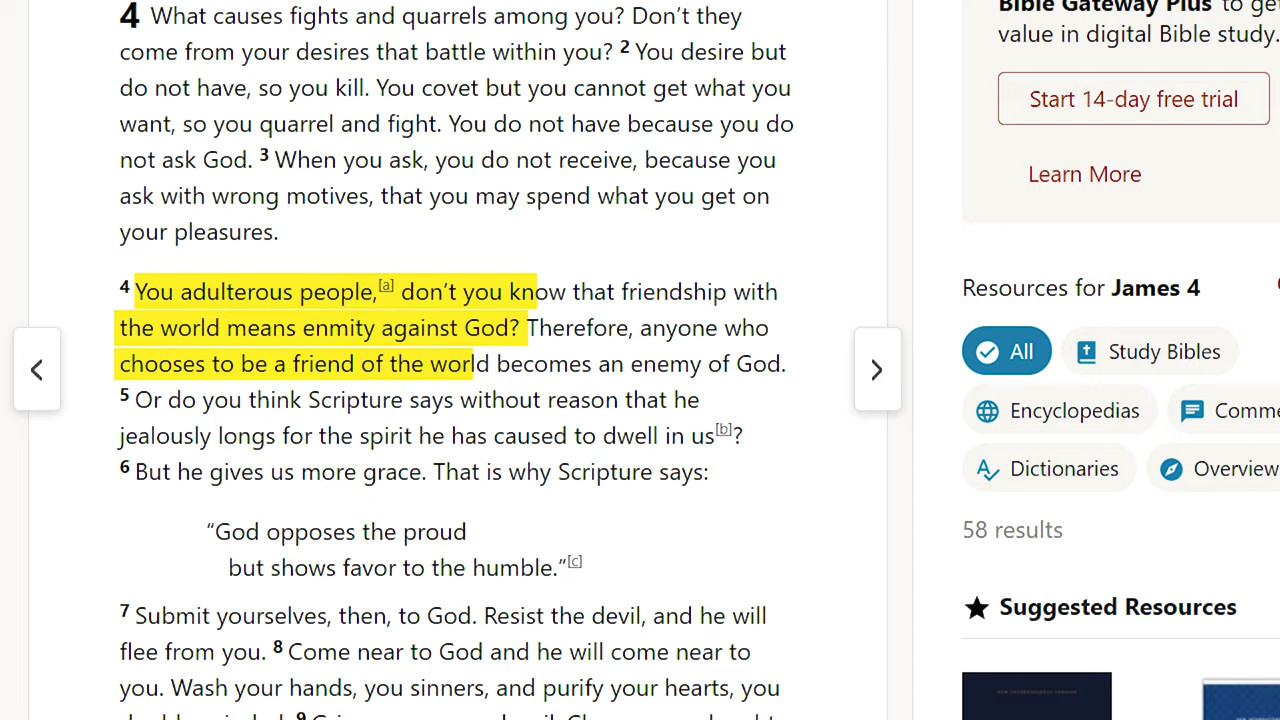 4 What causes fights and quarrels among you? Don’t they
come from your desires that battle within you? 2 You desire but
do not have, so you kill. You covet but you cannot get what you
want, so you quarrel and fight. You do not have because you do
not ask God. 3 When you ask, you do not receive, because you
ask with wrong motives, that you may spend what you get on
your pleasures.
4 You adulterous people,[a] don’t you know that friendship with
the world means enmity against God? Therefore, anyone who
chooses to be a friend of the world becomes an enemy of God.
5 Or do you think Scripture says without reason that he
jealously longs for the spirit he has caused to dwell in us[b]?
6 But he gives us more grace. That is why Scripture says:
“God opposes the proud
but shows favor to the humble.”[c]
7 Submit yourselves, then, to God. Resist the devil, and he will
flee from you. 8 Come near to God and he will come near to
you. Wash your hands, you sinners, and purify your hearts, you
Bible Gateway Plus to get
value in digital Bible study.
Start 14-day free trial
Learn More
Resources for James 4
All
Study Bibles
Encyclopedias
Comme
Dictionaries
Overview
58 results
Suggested Resources